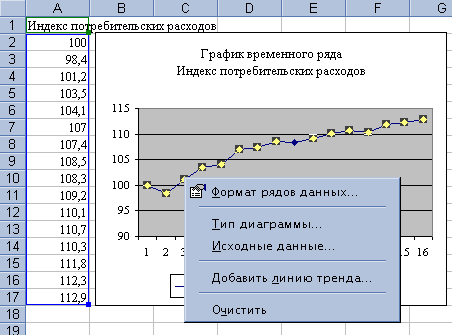 A B C D E F G
1 Индекс потребительских расходов
2 100
3 98,4
4 101,2
5 103,5
6 104,1
7 107
8 107,4
9 108,5
10 108,3
11 109,2
12 110,1
13 110,7
14 110,3
15 111,8
16 112,3
17 112,9
18
График временного ряда
Индекс потребительских расходов
115
110
105
100
95
90
1 2 3 15 16
Формат рядов данных...
Тип диаграммы...
Исходные данные...
Добавить линию тренда...
Очистить